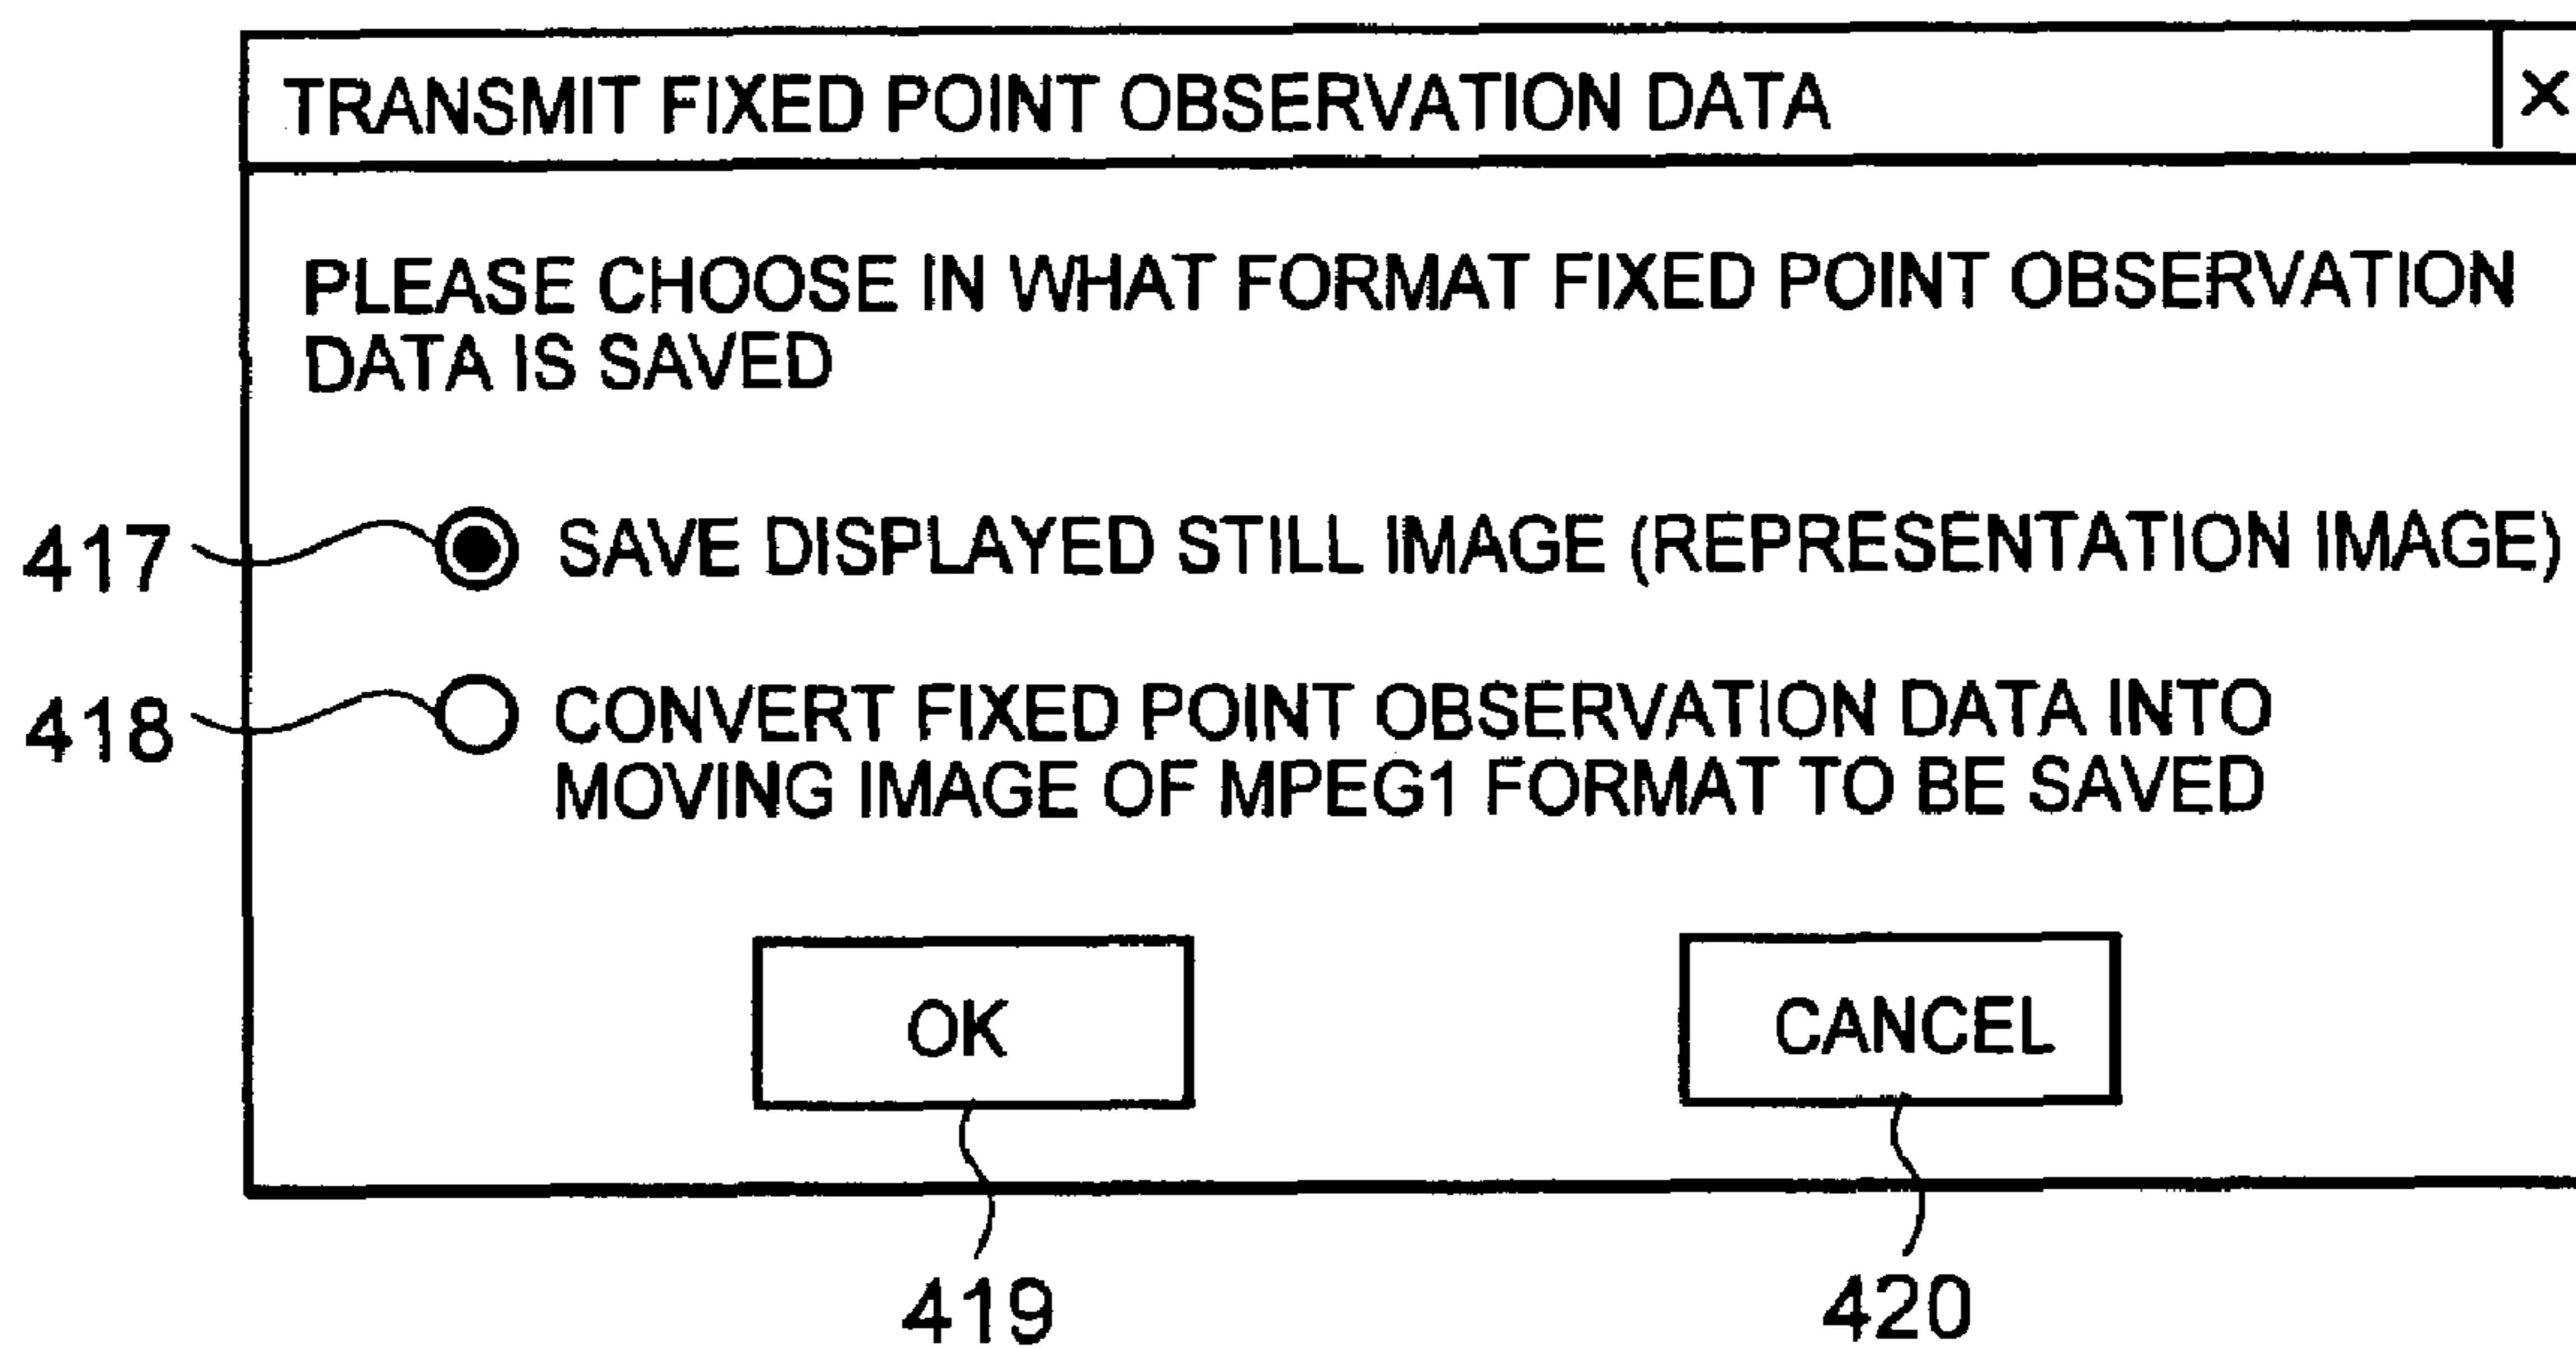 TRANSMIT FIXED POINT OBSERVATION DATA X
PLEASE CHOOSE IN WHAT FORMAT FIXED POINT OBSERVATION
DATA IS SAVED
417 SAVE DISPLAYED STILL IMAGE (REPRESENTATION IMAGE)
418 CONVERT FIXED POINT OBSERVATION DATA INTO
MOVING IMAGE OF MPEG1 FORMAT TO BE SAVED
OK CANCEL
419 420